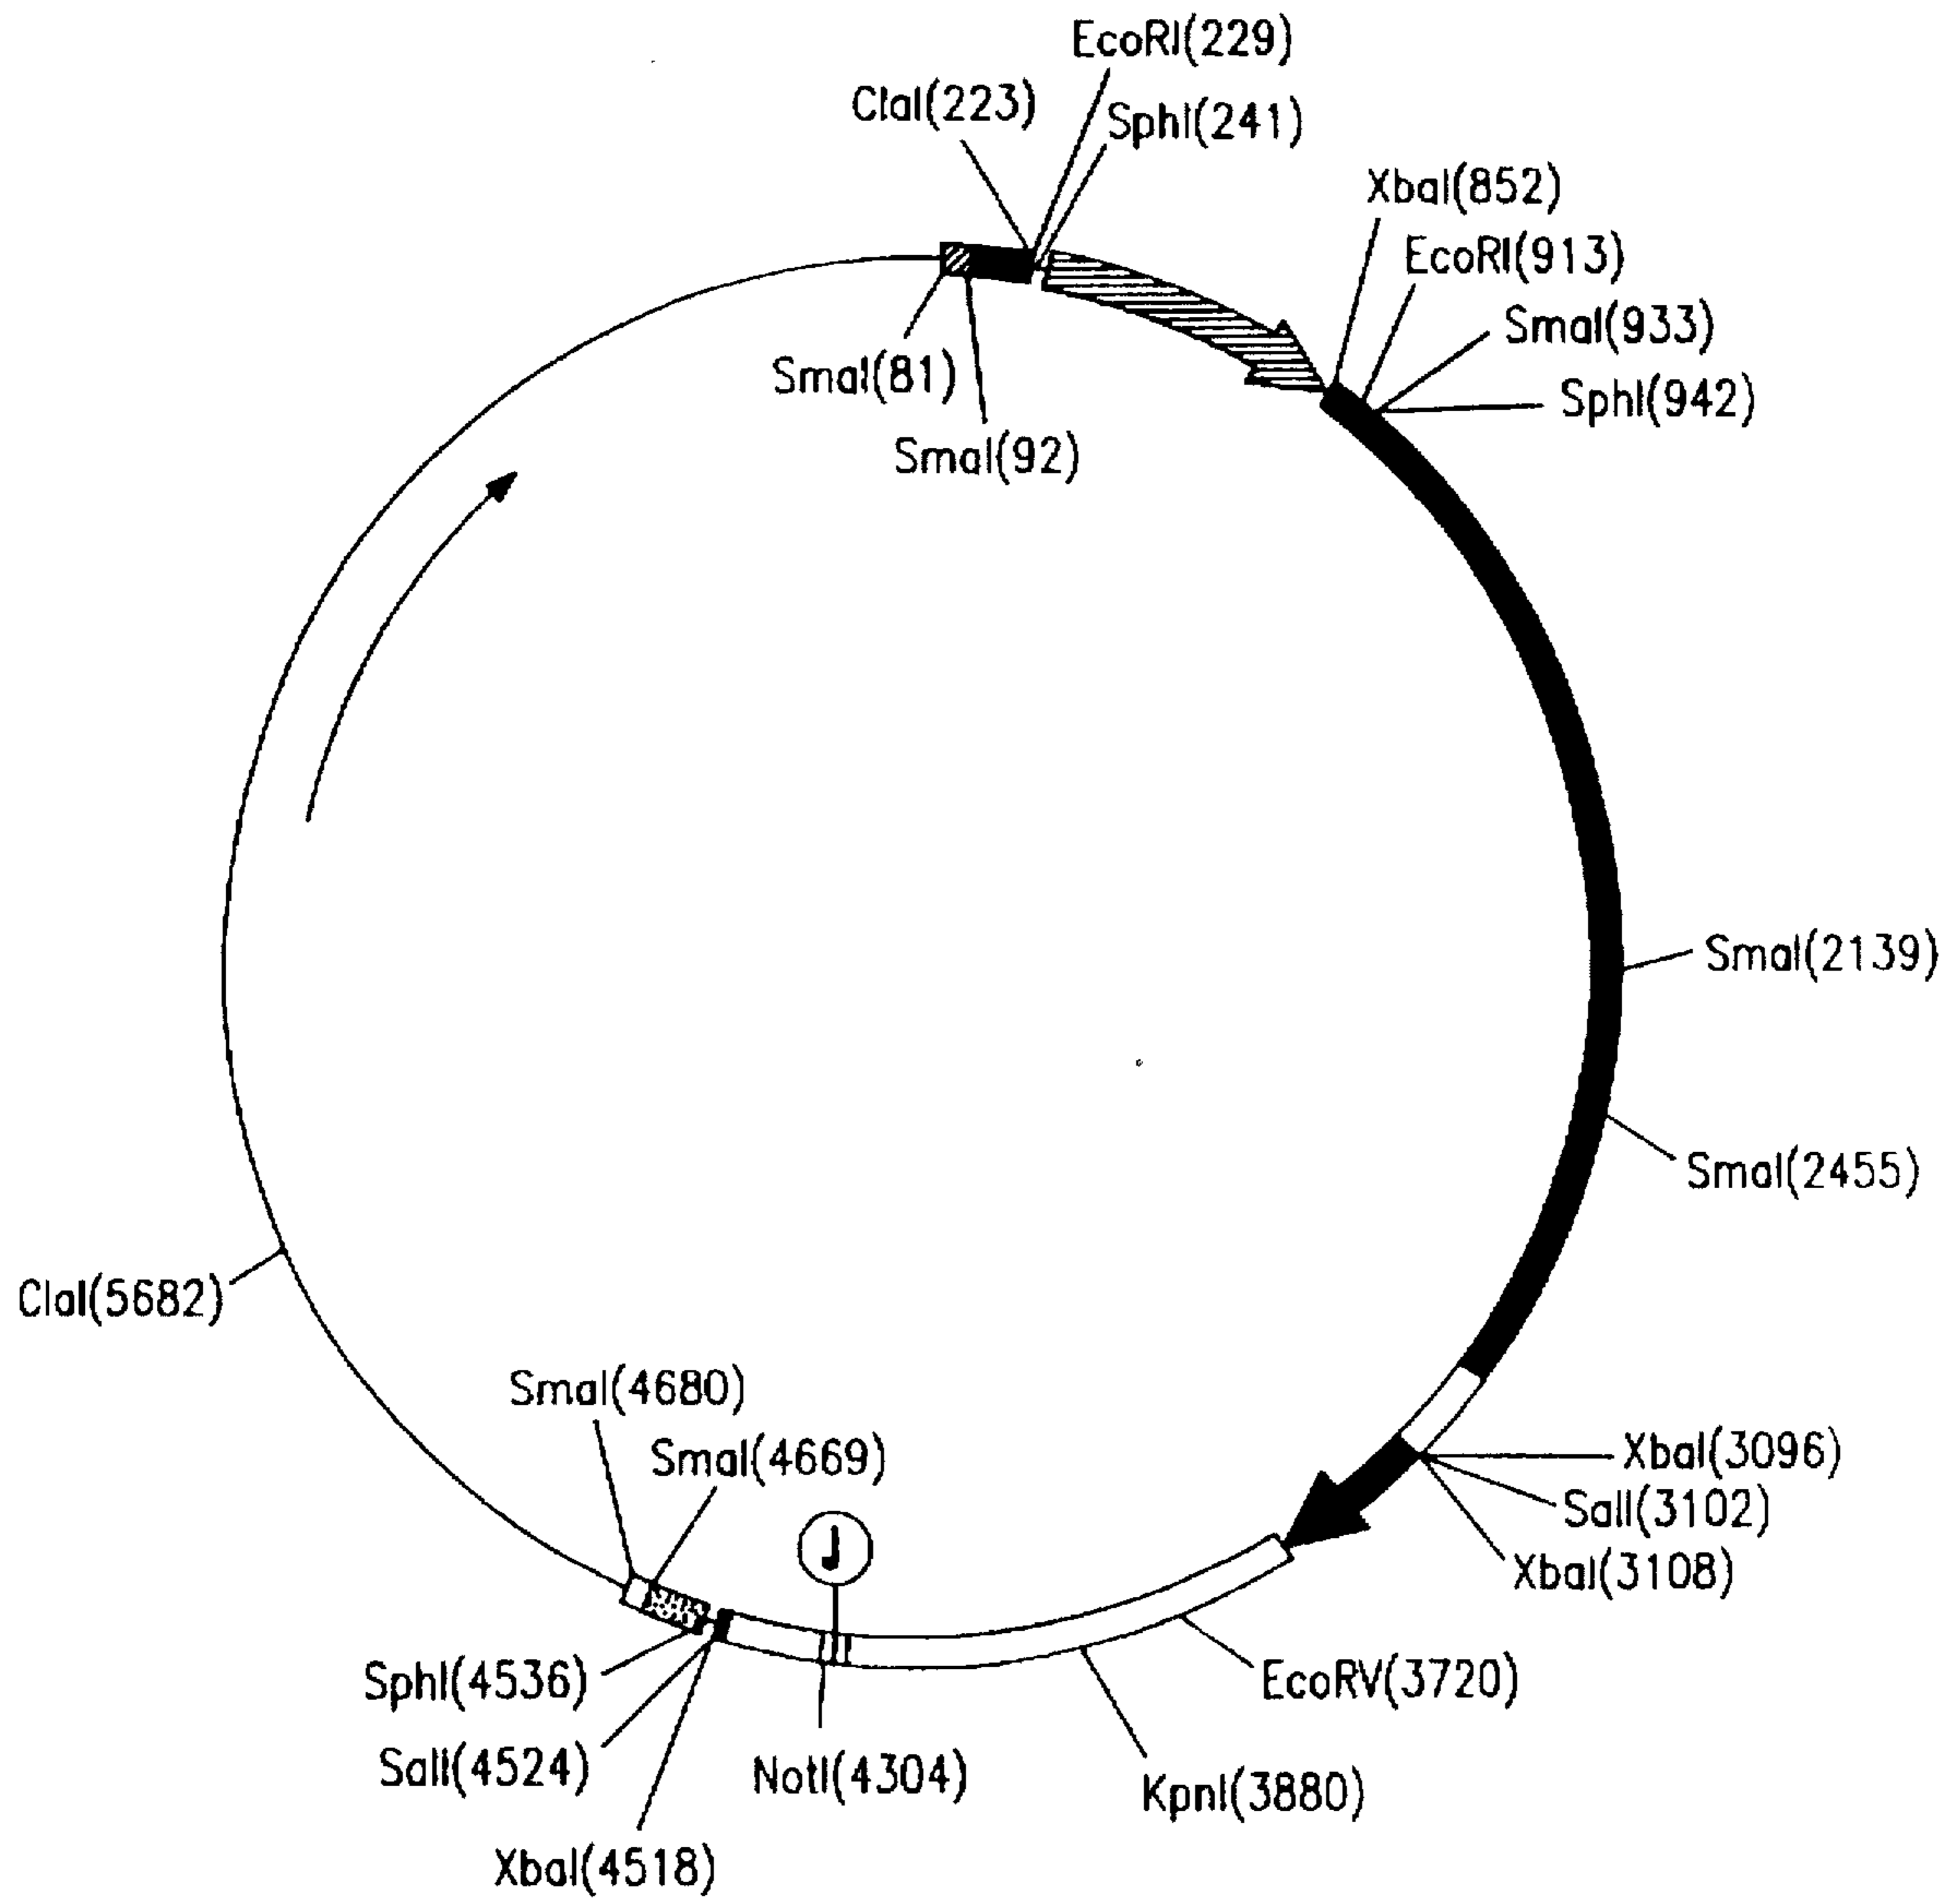 EcoRI(229)
ClaI(223)
SphI(241)
XbaI(852)
EcoRI(913)
SmaI(933)
SmaI(81)
SphI(942)
SmaI(92)
SmaI(2139)
SmaI(2455)
ClaI(5682)
SmaI(4680)
SmaI(4669)
XbaI(3096)
SalI(3102)
J
XbaI(3108)
SphI(4536)
EcoRV(3720)
SalI(4524)
NotI(4304)
KpnI(3880)
XbaI(4518)